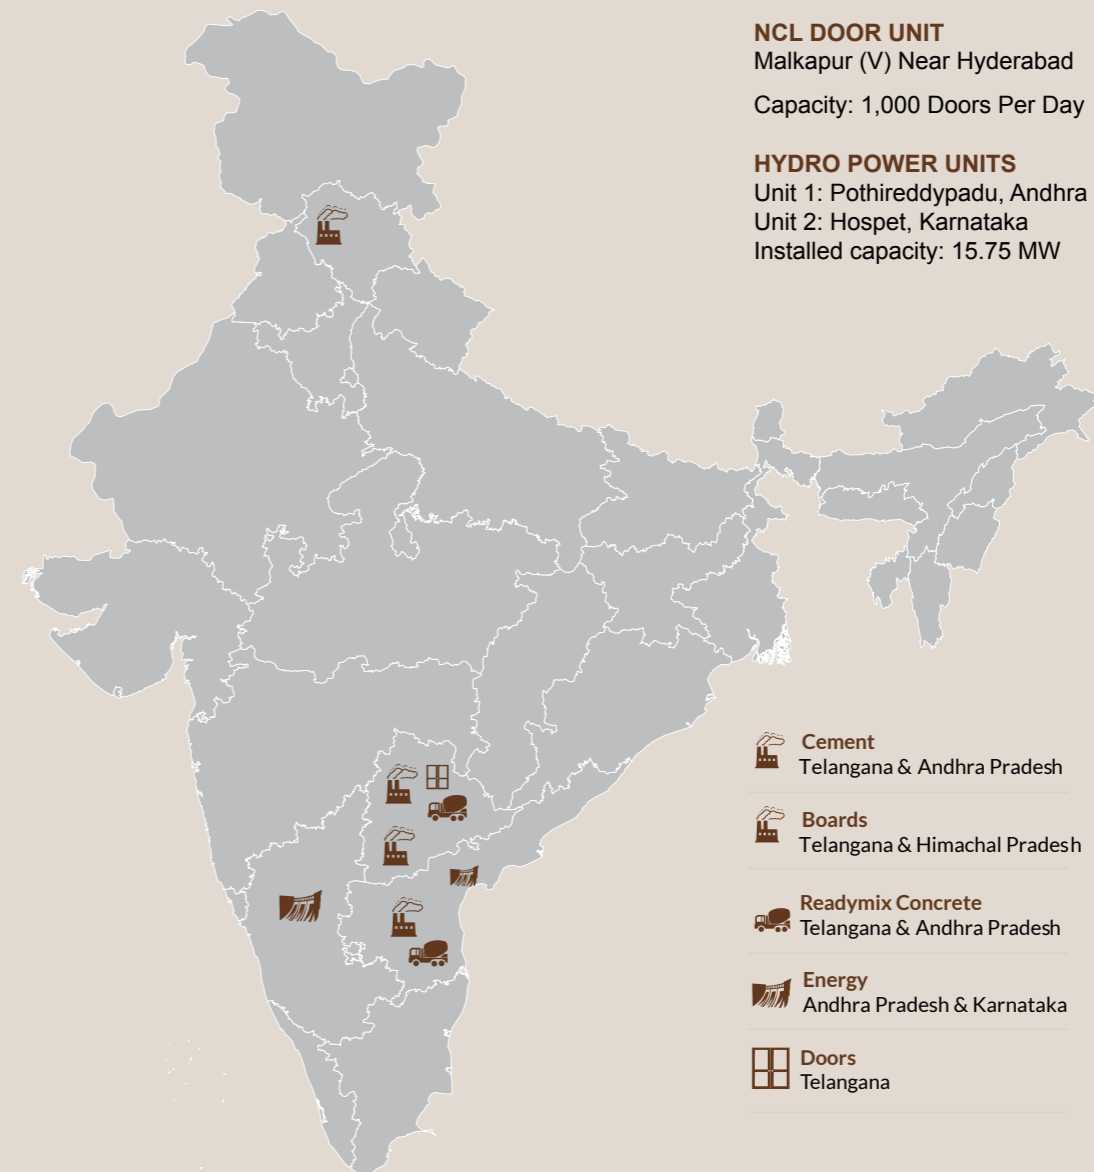 NCL DOOR UNIT
Malkapur (V) Near Hyderabad
Capacity: 1,000 Doors Per Day
HYDRO POWER UNITS
Unit 1: Pothireddypadu, Andhra
Unit 2: Hospet, Karnataka
Installed capacity: 15.75 MW
Cement
Telangana & Andhra Pradesh
Boards
Telangana & Himachal Pradesh
Readymix Concrete
Telangana & Andhra Pradesh
Energy
Andhra Pradesh & Karnataka
Doors
Telangana